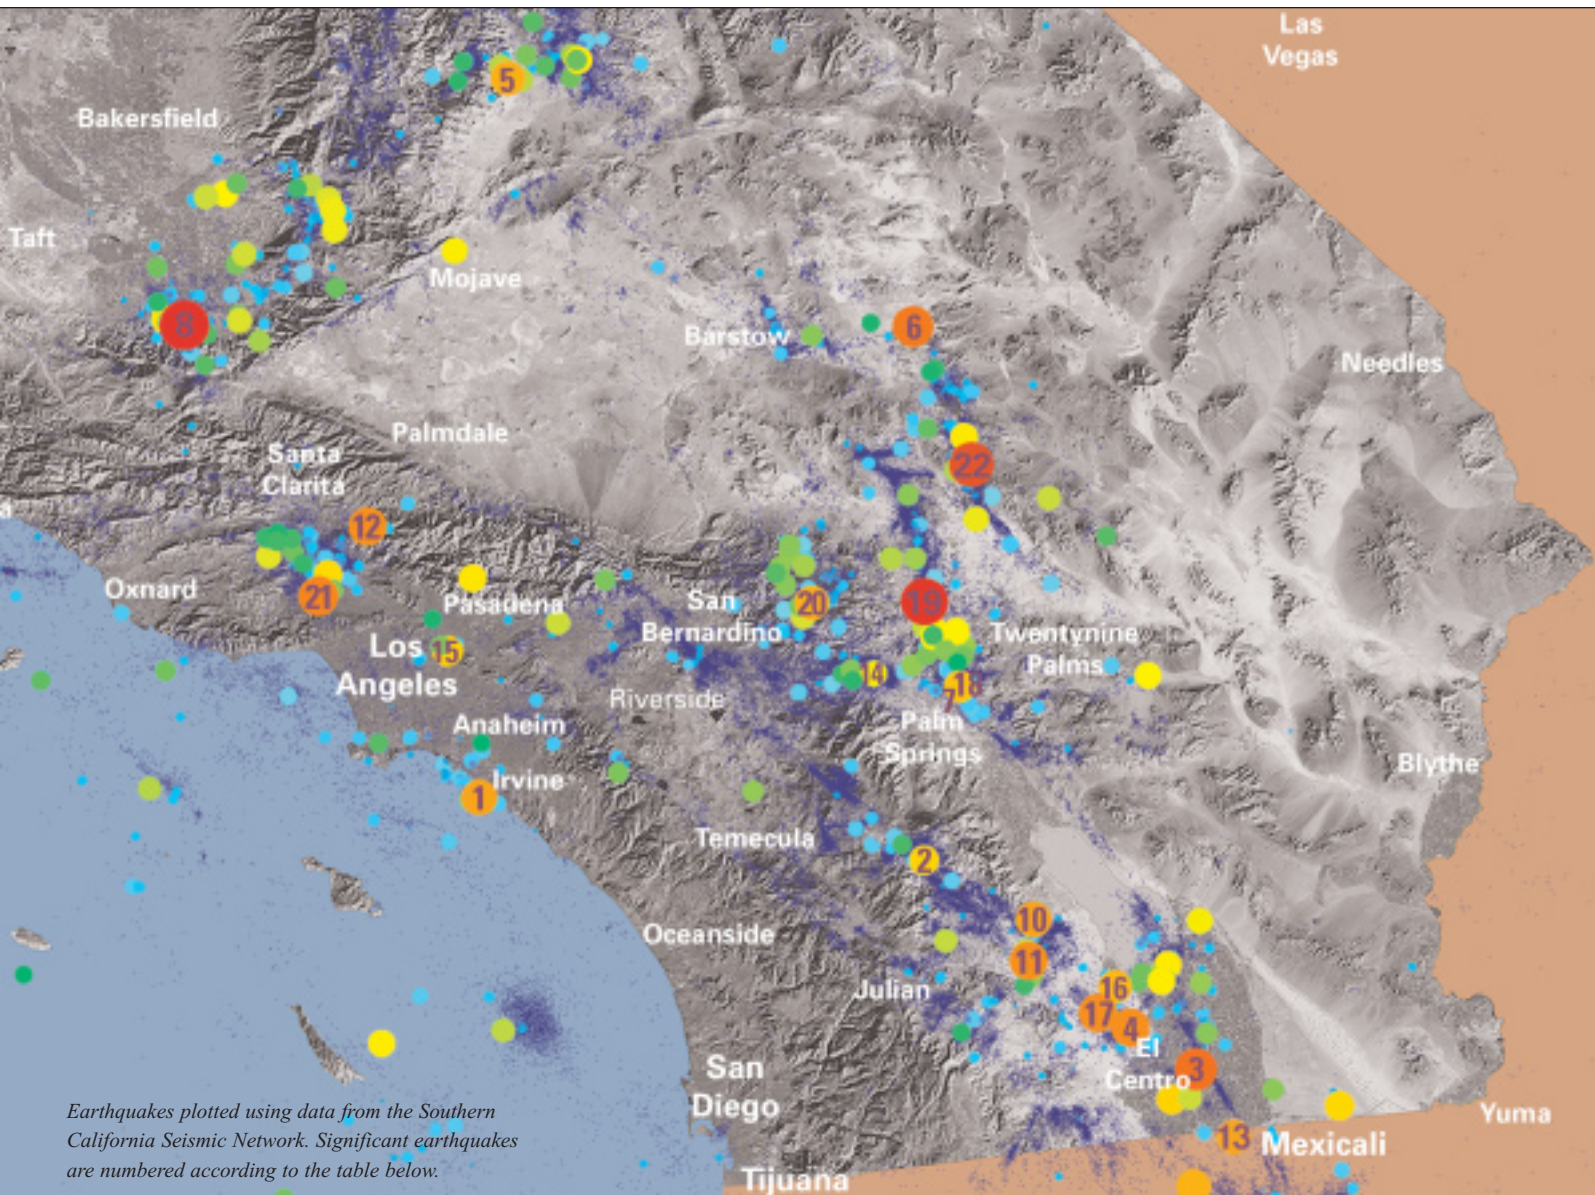 Las
Vegas
5
Bakersfield
Taft
Mojave
8
Barstow
6
Needles
Palmdale
Santa
Clarita
22
a
12
Oxnard
21
Pasadena
San
Bernardino
20
19
Twentynine
Palms
Los
Angeles
15
14
18
7
Riverside
Palm
Springs
Anaheim
Irvine
1
Blythe
Temecula
2
10
Oceanside
11
Julian
16
17
4
El
Centro
3
San
Diego
Yuma
13
Mexicali
Tijuana
Earthquakes plotted using data from the Southern
California Seismic Network. Significant earthquakes
are numbered according to the table below.